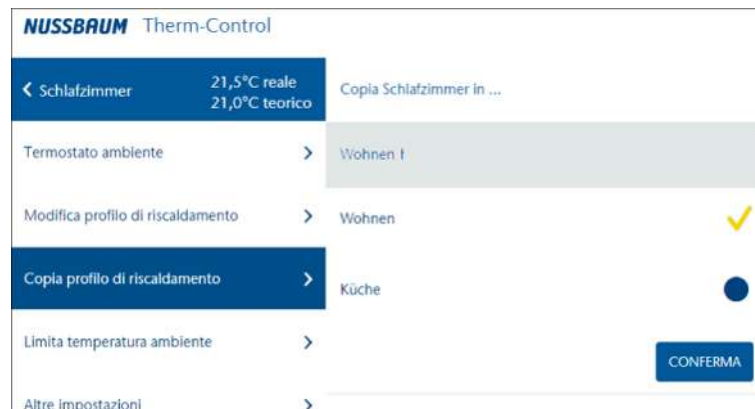 NUSSBAUM Therm-Control
Schlafzimmer
21,5°C reale
21,0°C teorico
Termostato ambiente
Modifica profilo di riscaldamento
Copia profilo di riscaldamento
Limita temperatura ambiente
Altre impostazioni
Copia Schlafzimmer in ...
Wohnen
Wohnen
Küche
CONFERMA